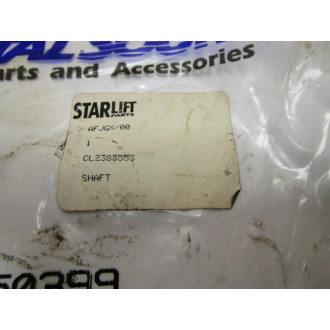 arts and Accessories
STARLIFT
PARTS
AFJGX/00
1
CL2383553
SHAFT
50399